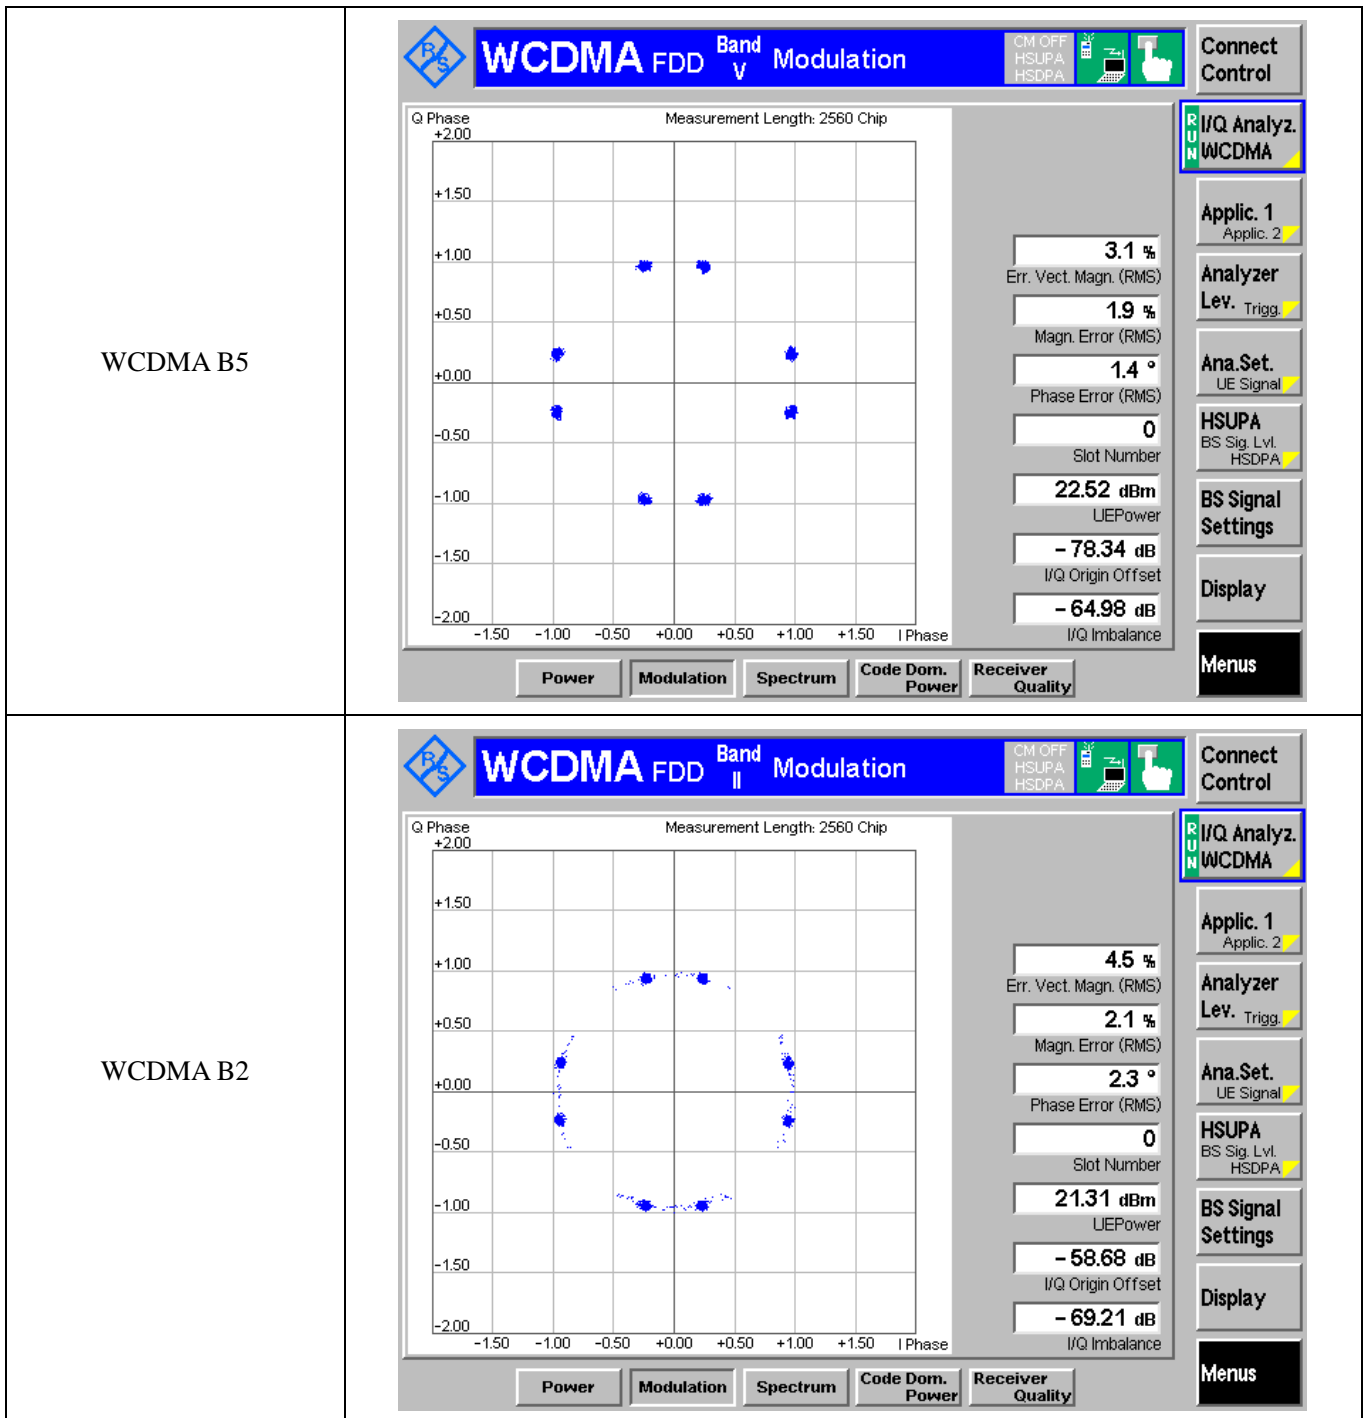 WCDMA B5
R/S
WCDMA FDD Band V Modulation
CM OFF
HSUPA
HSDPA
Connect
Control
Q Phase
Measurement Length: 2560 Chip
+2.00
+1.50
+1.00
+0.50
+0.00
-0.50
-1.00
-1.50
-2.00
-1.50 -1.00 -0.50 +0.00 +0.50 +1.00 +1.50 I Phase
3.1 %
Err. Vect. Magn. (RMS)
1.9 %
Magn. Error (RMS)
1.4 °
Phase Error (RMS)
0
Slot Number
22.52 dBm
UEPower
- 78.34 dB
I/Q Origin Offset
- 64.98 dB
I/Q Imbalance
RUN
I/Q Analyz.
WCDMA
Applic. 1
Applic. 2
Analyzer
Lev. Trigg.
Ana.Set.
UE Signal
HSUPA
BS Sig. Lvl.
HSDPA
BS Signal
Settings
Display
Menus
Power
Modulation
Spectrum
Code Dom.
Power
Receiver
Quality
WCDMA B2
R/S
WCDMA FDD Band II Modulation
CM OFF
HSUPA
HSDPA
Connect
Control
Q Phase
Measurement Length: 2560 Chip
+2.00
+1.50
+1.00
+0.50
+0.00
-0.50
-1.00
-1.50
-2.00
-1.50 -1.00 -0.50 +0.00 +0.50 +1.00 +1.50 I Phase
4.5 %
Err. Vect. Magn. (RMS)
2.1 %
Magn. Error (RMS)
2.3 °
Phase Error (RMS)
0
Slot Number
21.31 dBm
UEPower
- 58.68 dB
I/Q Origin Offset
- 69.21 dB
I/Q Imbalance
RUN
I/Q Analyz.
WCDMA
Applic. 1
Applic. 2
Analyzer
Lev. Trigg.
Ana.Set.
UE Signal
HSUPA
BS Sig. Lvl.
HSDPA
BS Signal
Settings
Display
Menus
Power
Modulation
Spectrum
Code Dom.
Power
Receiver
Quality